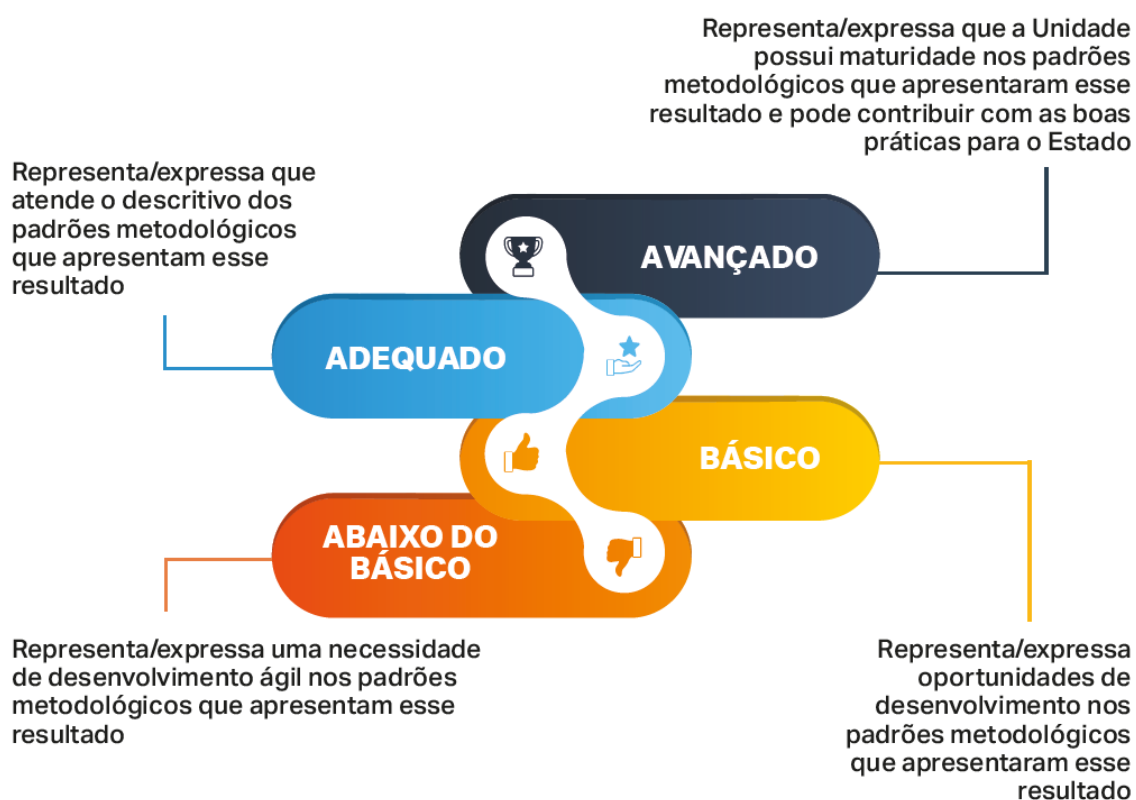 Representa/expressa que a Unidade
possui maturidade nos padrões
metodológicos que apresentaram esse
resultado e pode contribuir com as boas
práticas para o Estado
Representa/expressa que
atende o descritivo dos
padrões metodológicos
que apresentam esse
resultado
AVANÇADO
ADEQUADO
BÁSICO
ABAIXO DO
BÁSICO
Representa/expressa uma necessidade
de desenvolvimento ágil nos padrões
metodológicos que apresentam esse
resultado
Representa/expressa
oportunidades de
desenvolvimento nos
padrões metodológicos
que apresentaram esse
resultado